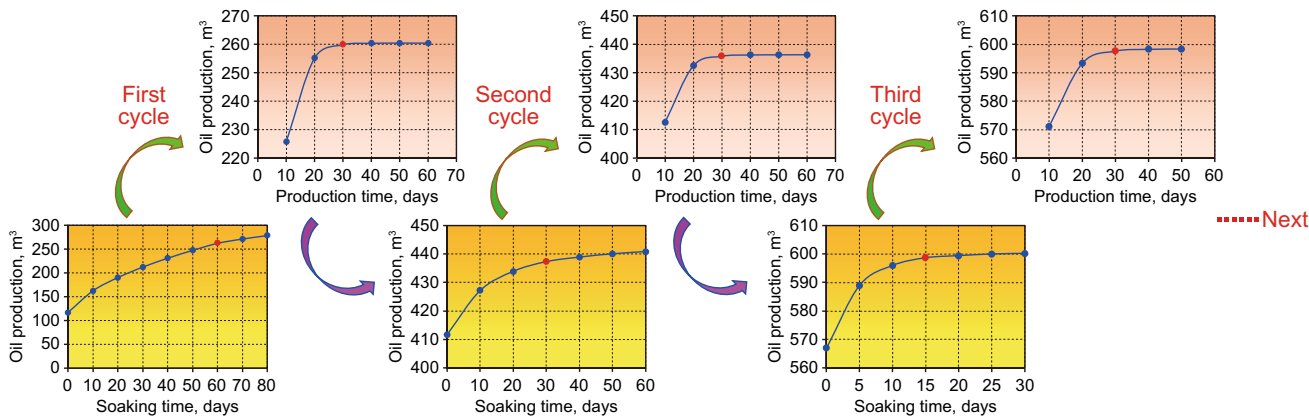 Oil production, m³
270
260
250
240
230
220
0 10 20 30 40 50 60 70
Production time, days
First
cycle
Oil production, m³
450
440
430
420
410
400
0 10 20 30 40 50 60 70
Production time, days
Second
cycle
Oil production, m³
610
600
590
580
570
560
0 10 20 30 40 50 60
Production time, days
Third
cycle
Oil production, m³
300
250
200
150
100
50
0
0 10 20 30 40 50 60 70 80
Soaking time, days
Oil production, m³
450
440
430
420
410
400
0 10 20 30 40 50 60
Soaking time, days
Oil production, m³
610
600
590
580
570
560
0 5 10 15 20 25 30
Soaking time, days
Next